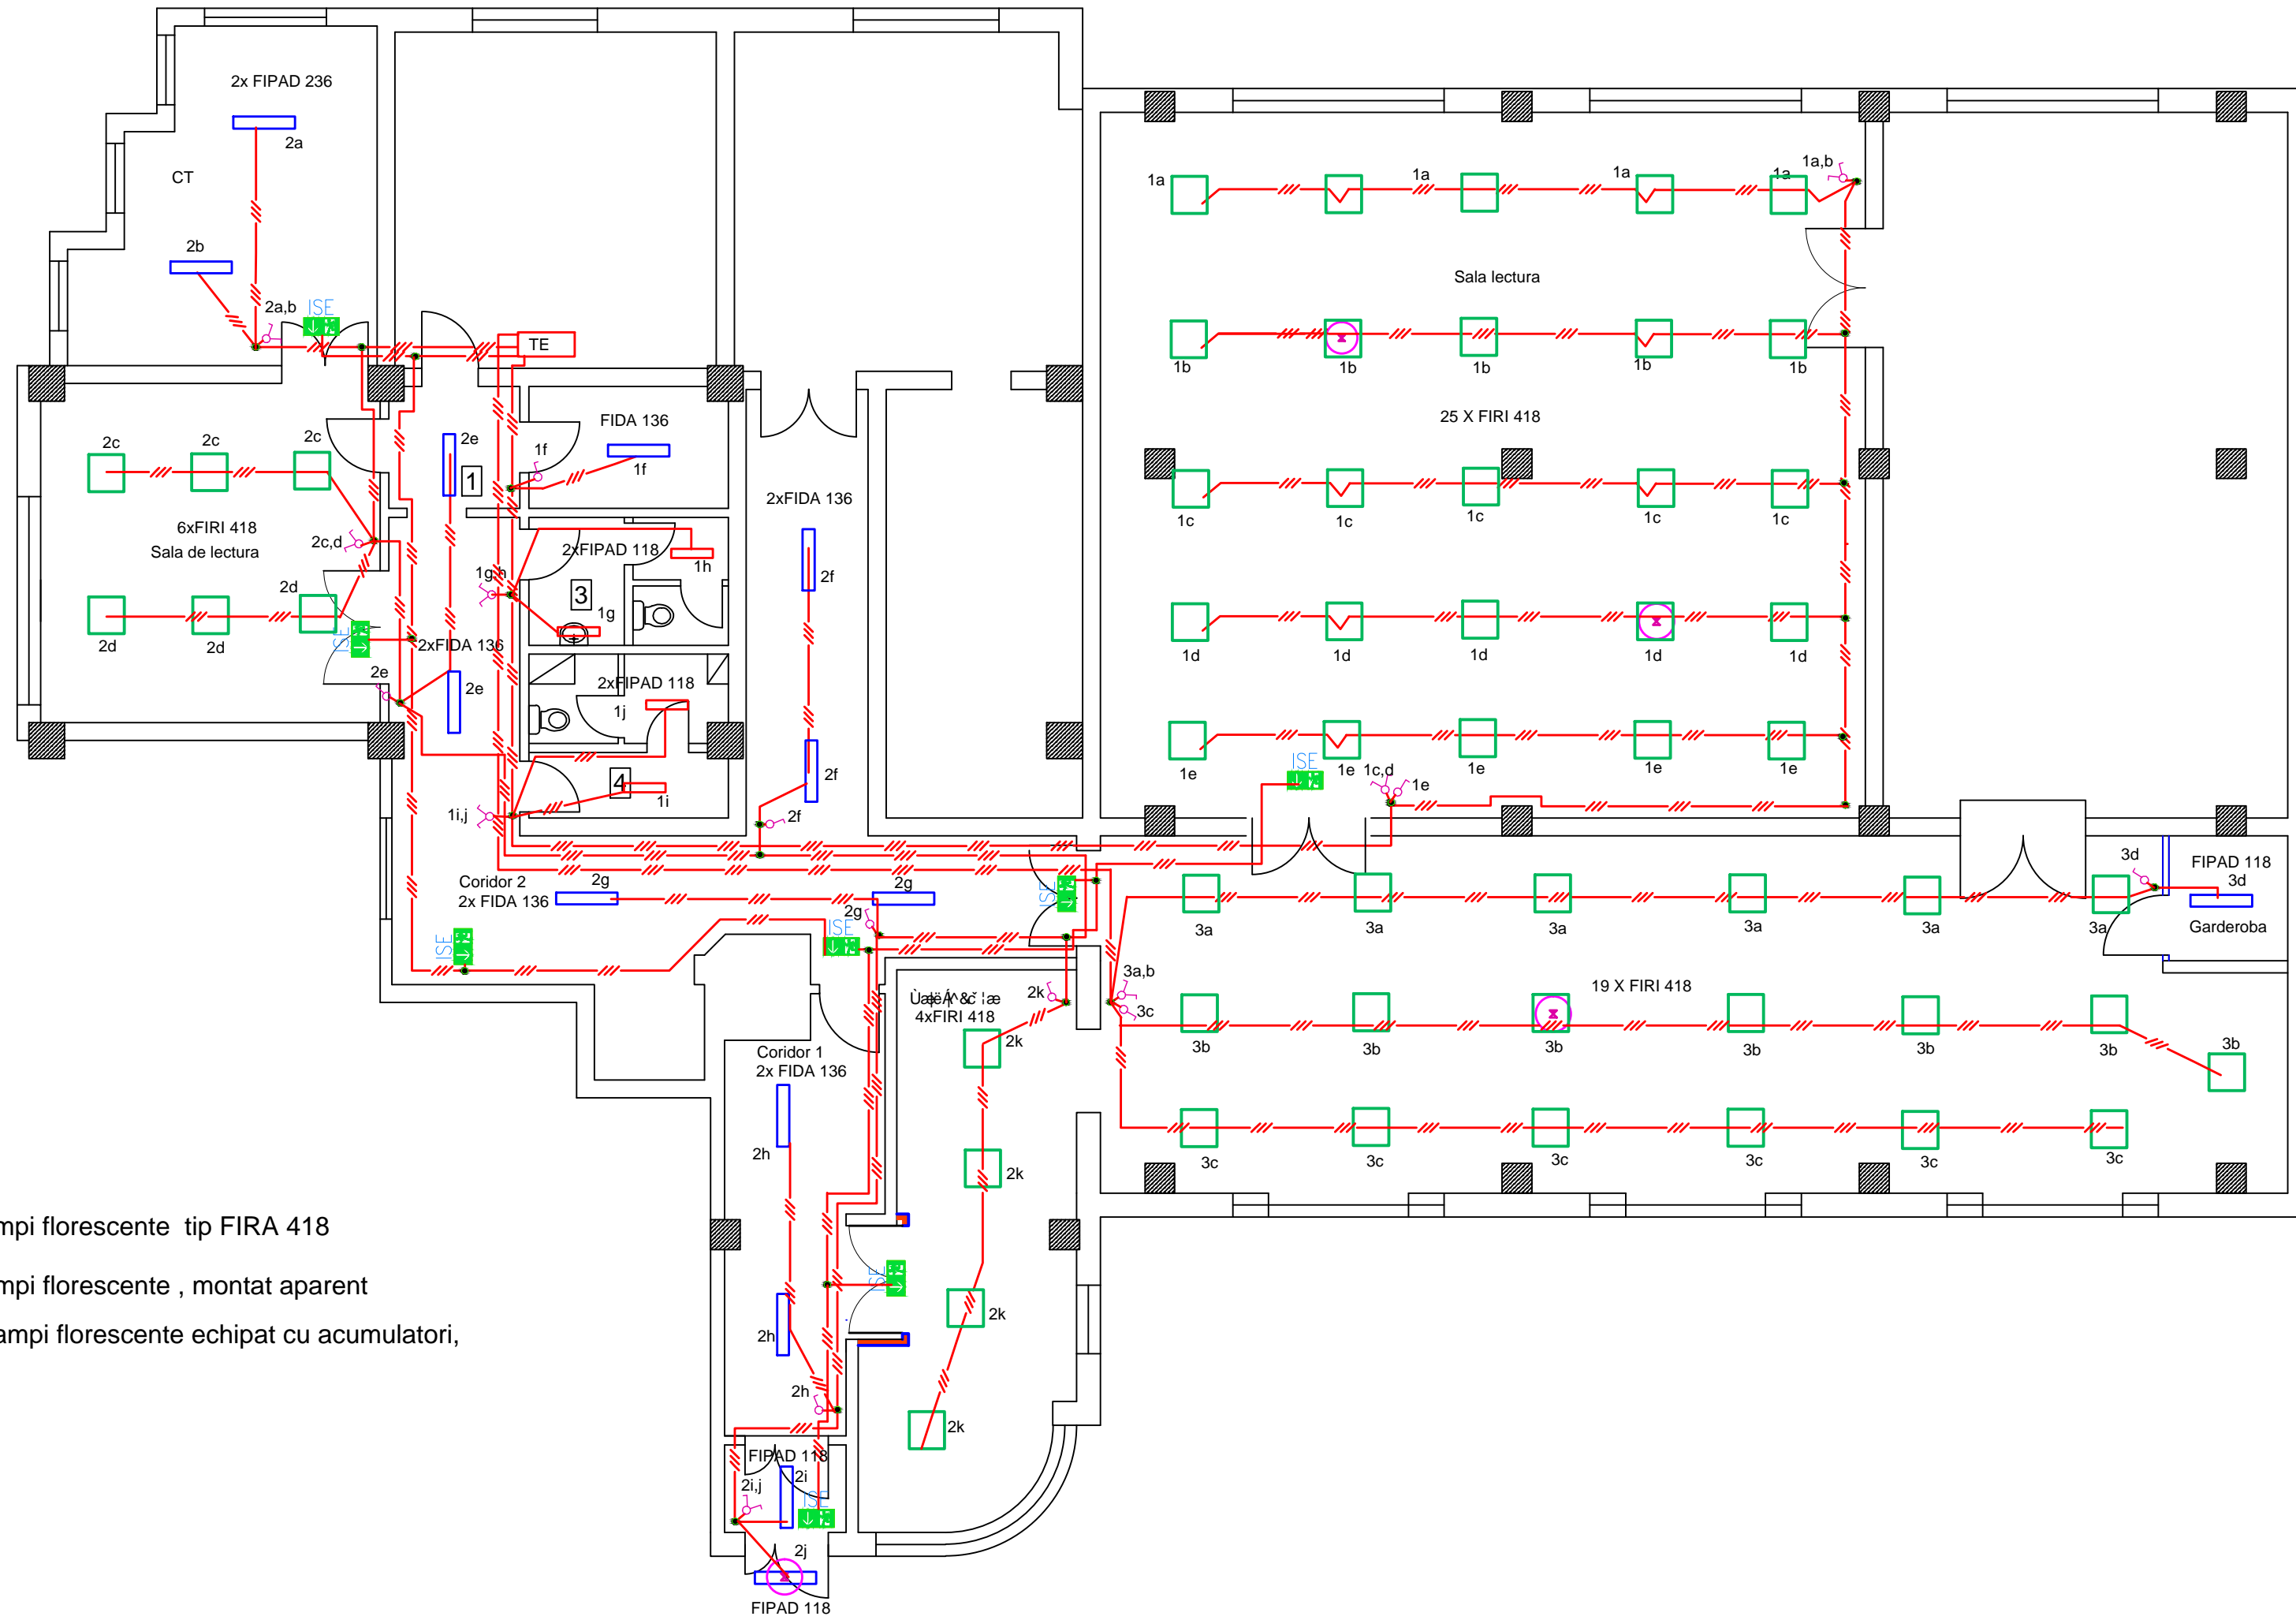 2x FIPAD 236
2a
CT
2b
2a,b
ISE
TE
1a
1a
1a
1a
1a,b
Sala lectura
1b
1b
1b
1b
1b
25 X FIRI 418
1c
1c
1c
1c
1c
1d
1d
1d
1d
1d
1e
1e
1e
1e
1e
ISE
1c,d
1e
2c
2c
2c
6xFIRI 418
Sala de lectura
2c,d
2d
2d
2d
ISE
2e
1
2xFIDA 136
2e
2e
FIDA 136
1f
1f
2xFIPAD 118
1g,h
1h
3
1g
2xFIPAD 118
1j
4
1i
1i,j
2xFIDA 136
2f
2f
2f
Coridor 2
2x FIDA 136
2g
2g
2g
ISE
ISE
ISE
3a
3a
3a
3a
3a
3a
3d
FIPAD 118
3d
Garderoba
3a,b
3c
19 X FIRI 418
3b
3b
3b
3b
3b
3b
3b
3c
3c
3c
3c
3c
3c
4xFIRI 418
2k
2k
2k
2k
2k
Coridor 1
2x FIDA 136
2h
2h
2h
ISE
FIPAD 118
2i
2i,j
ISE
2j
FIPAD 118
mpi florescente tip FIRA 418
mpi florescente , montat aparent
ampi florescente echipat cu acumulatori,